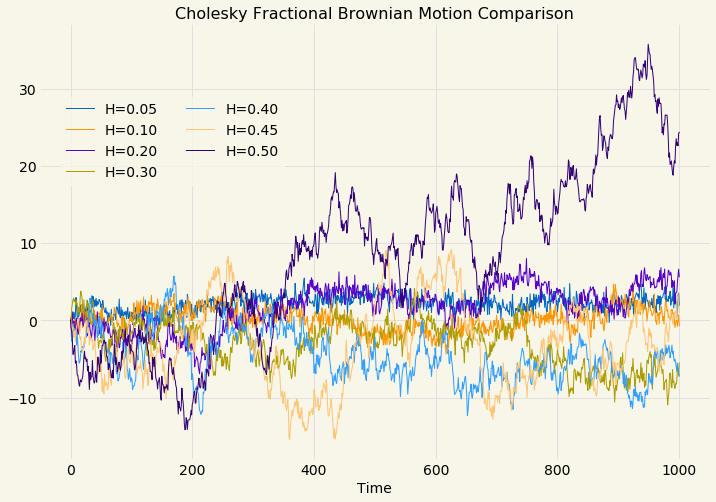 Cholesky Fractional Brownian Motion Comparison
30
20
10
0
−10
H=0.05
H=0.10
H=0.20
H=0.30
H=0.40
H=0.45
H=0.50
0 200 400 600 800 1000
Time